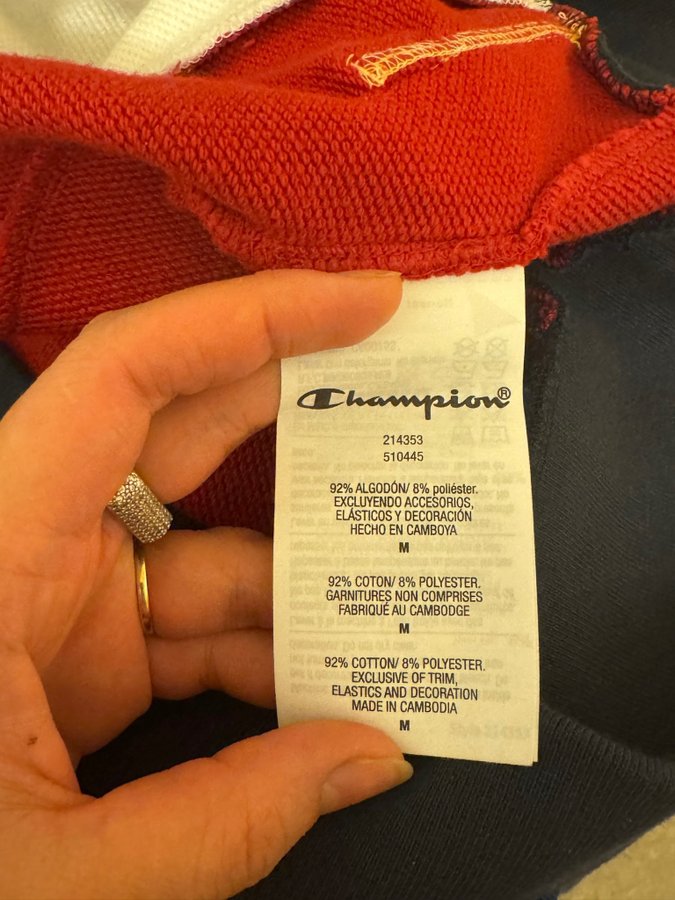 Champion®
214353
510445
92% ALGODÓN/ 8% poliéster.
EXCLUYENDO ACCESORIOS,
ELÁSTICOS Y DECORACIÓN
HECHO EN CAMBOYA
M
92% COTON/ 8% POLYESTER.
GARNITURES NON COMPRISES
FABRIQUÉ AU CAMBODGE
M
92% COTTON/ 8% POLYESTER.
EXCLUSIVE OF TRIM,
ELASTICS AND DECORATION
MADE IN CAMBODIA
M